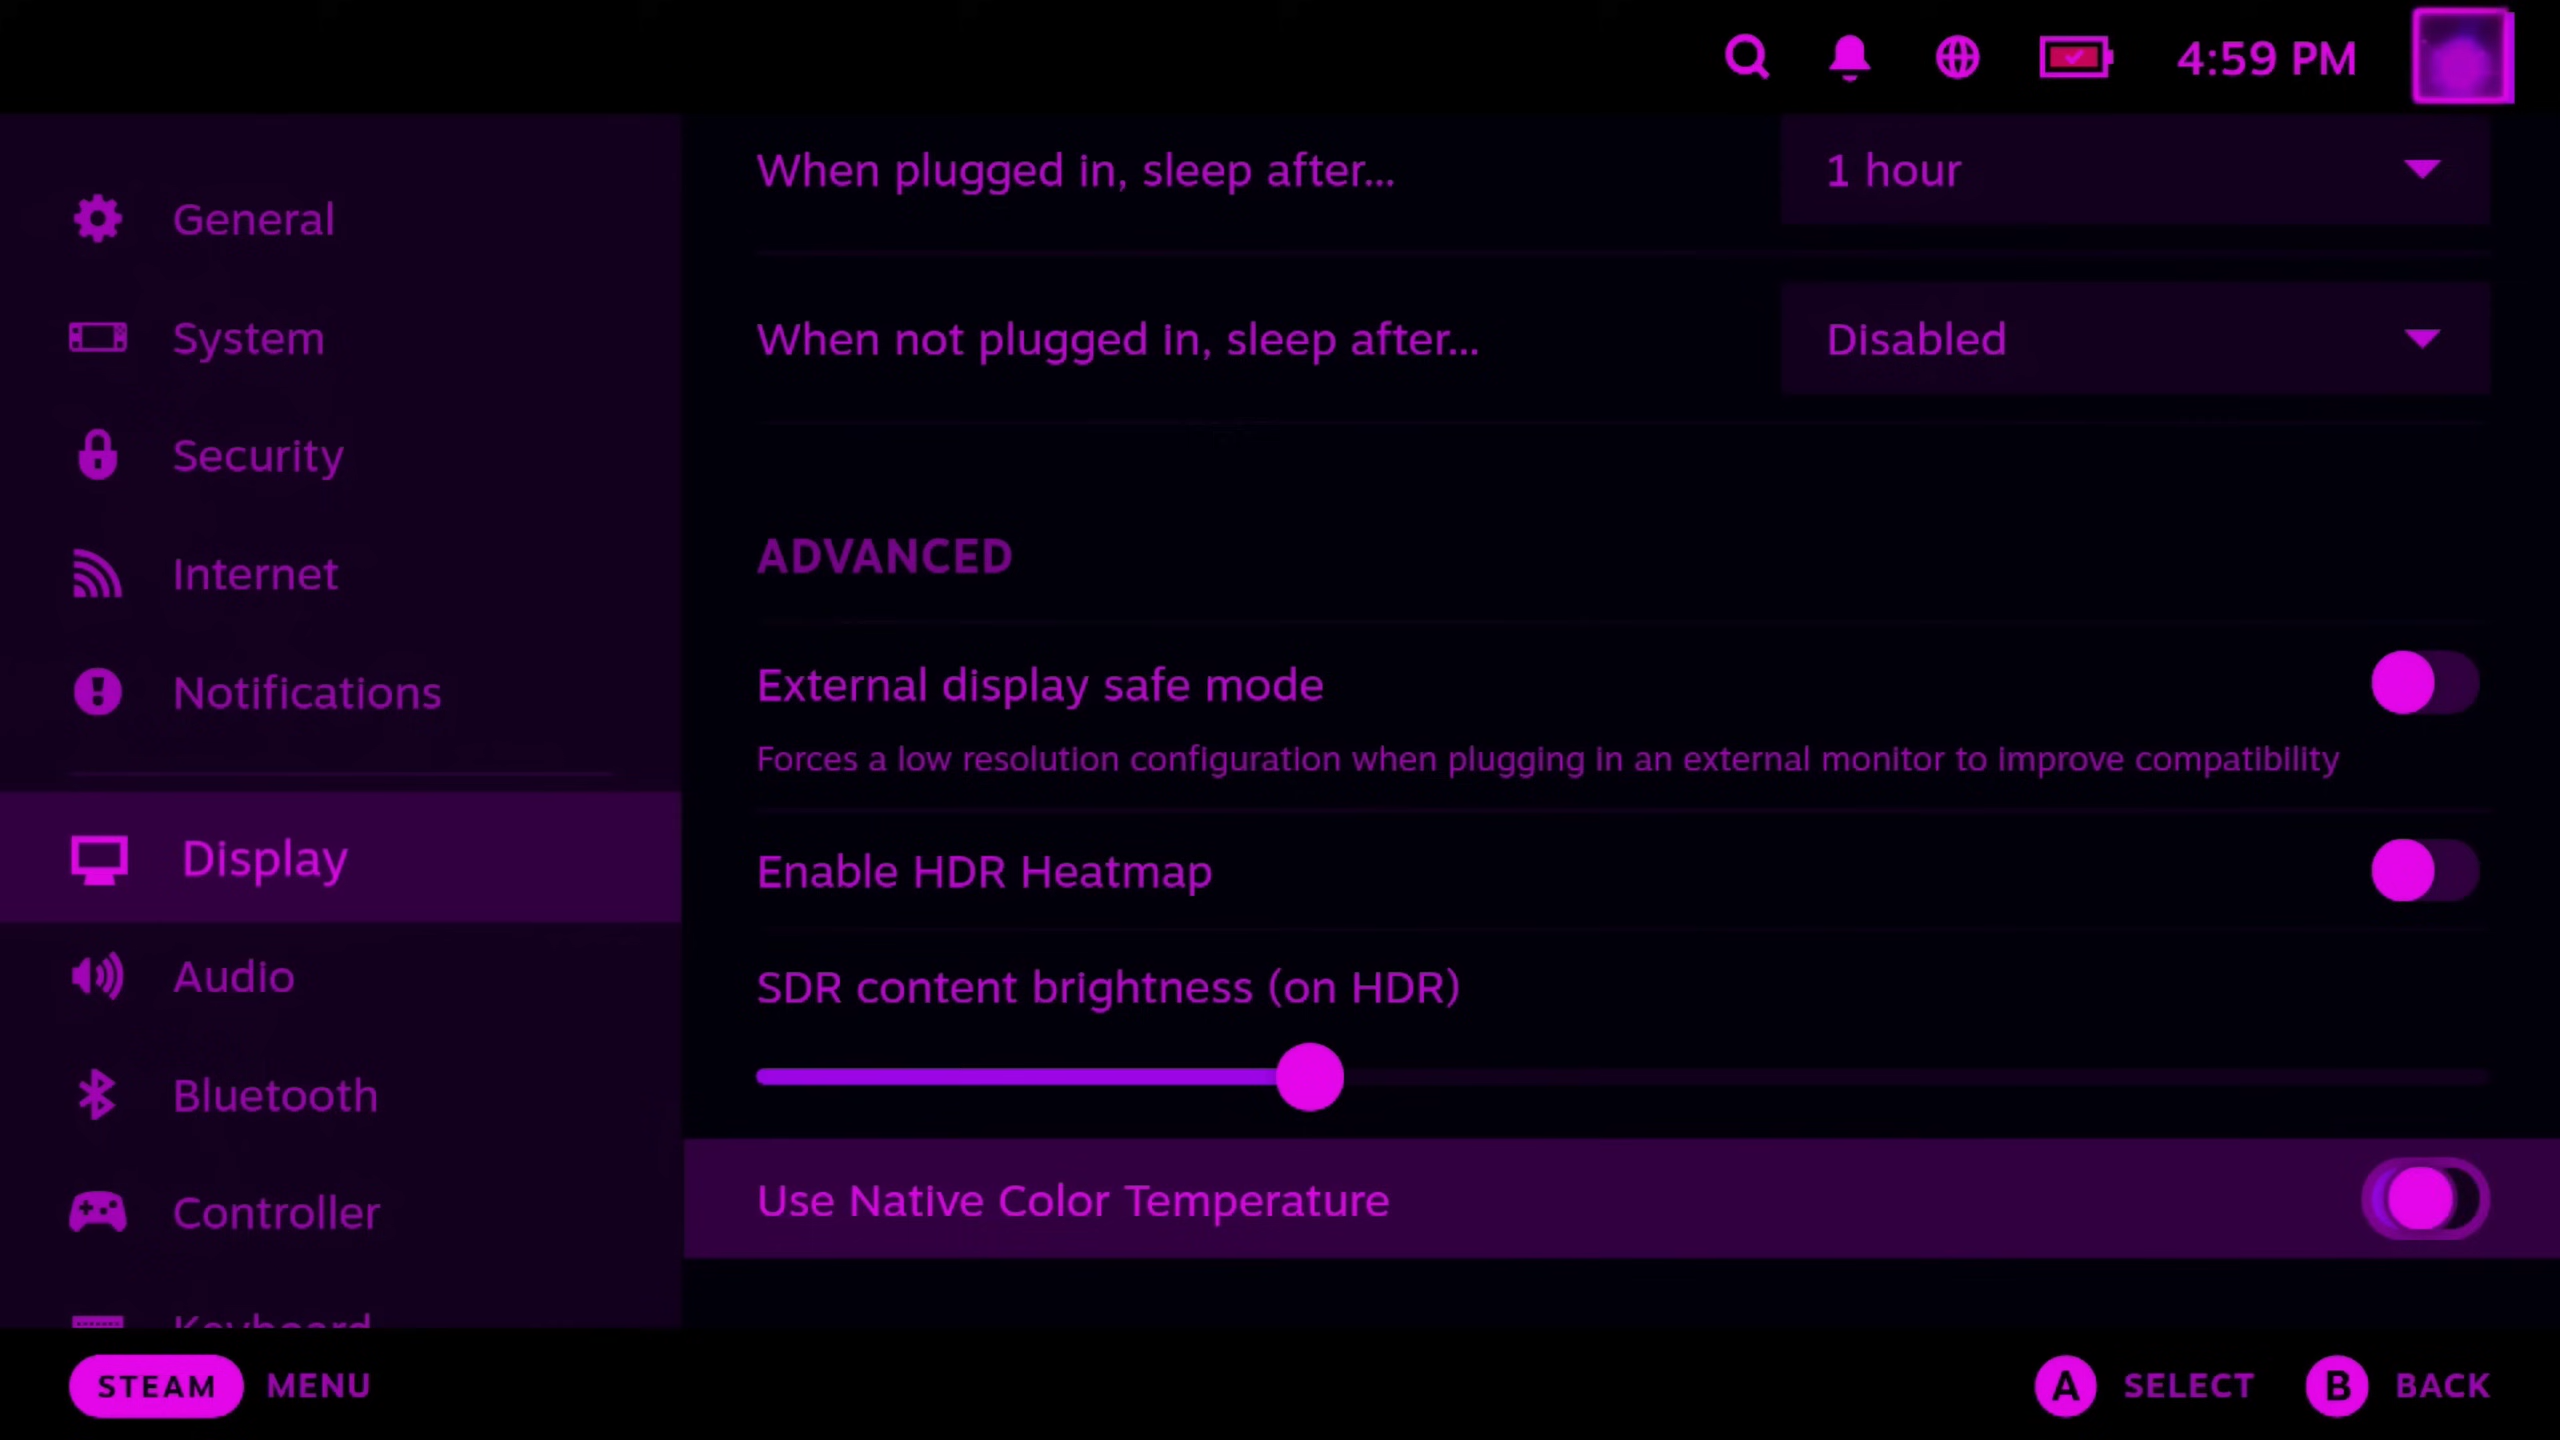 4:59 PM
General
System
Security
Internet
Notifications
Display
Audio
Bluetooth
Controller
Keyboard
When plugged in, sleep after...
1 hour
When not plugged in, sleep after...
Disabled
ADVANCED
External display safe mode
Forces a low resolution configuration when plugging in an external monitor to improve compatibility
Enable HDR Heatmap
SDR content brightness (on HDR)
Use Native Color Temperature
STEAM MENU
A SELECT B BACK